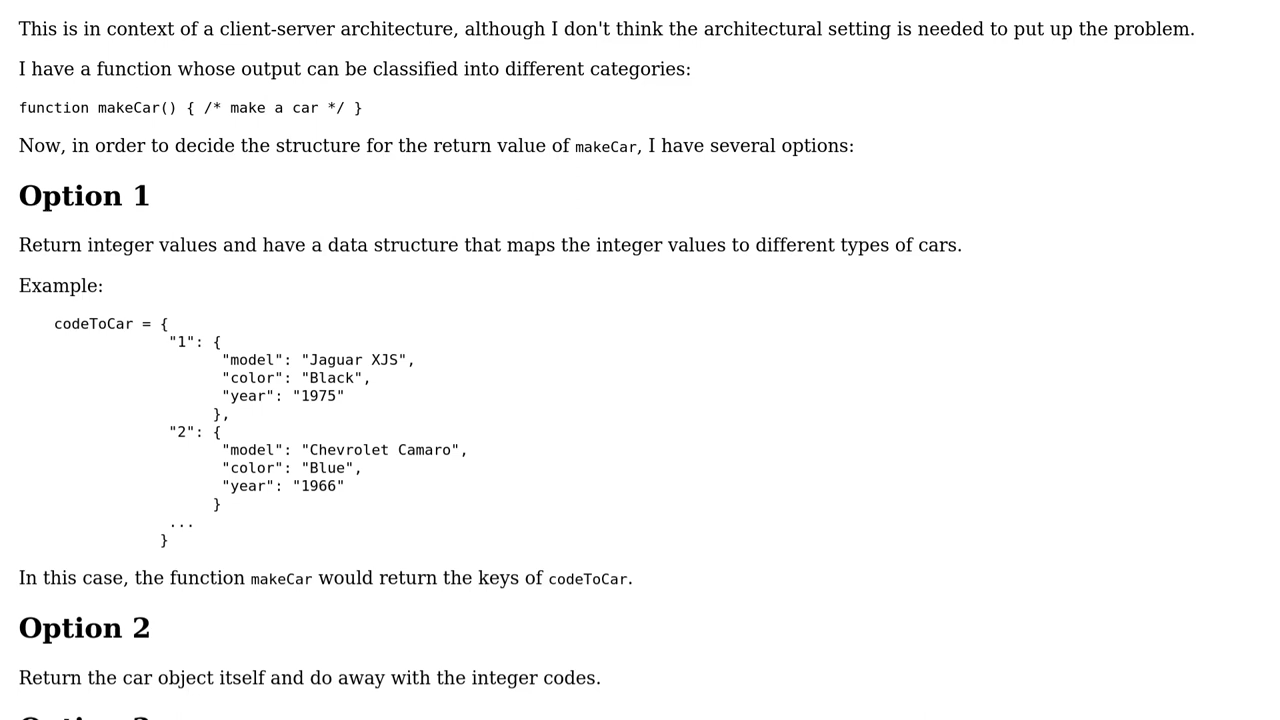 This is in context of a client-server architecture, although I don't think the architectural setting is needed to put up the problem.
I have a function whose output can be classified into different categories:
function makeCar() { /* make a car */ }
Now, in order to decide the structure for the return value of makeCar, I have several options:
Option 1
Return integer values and have a data structure that maps the integer values to different types of cars.
Example:
codeToCar = {
"1": {
"model": "Jaguar XJS",
"color": "Black",
"year": "1975"
},
"2": {
"model": "Chevrolet Camaro",
"color": "Blue",
"year": "1966"
}
...
}
In this case, the function makeCar would return the keys of codeToCar.
Option 2
Return the car object itself and do away with the integer codes.